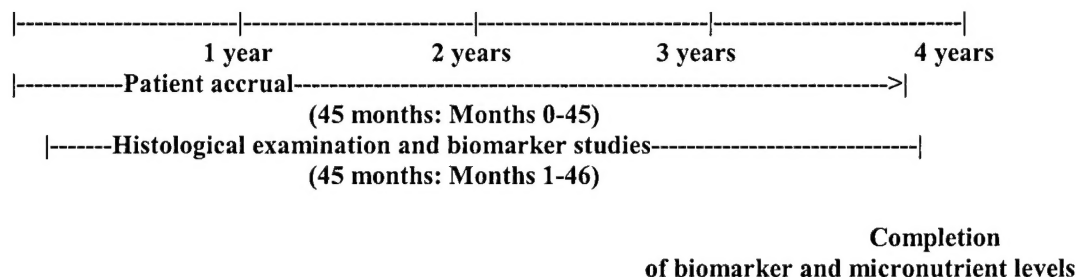 |--------------------|--------------------|--------------------|---------------------|
1 year 2 years 3 years 4 years
|-----------Patient accrual---------------------------------------------------->|
(45 months: Months 0-45)
|-------Histological examination and biomarker studies-----------------------|
(45 months: Months 1-46)
Completion
of biomarker and micronutrient levels